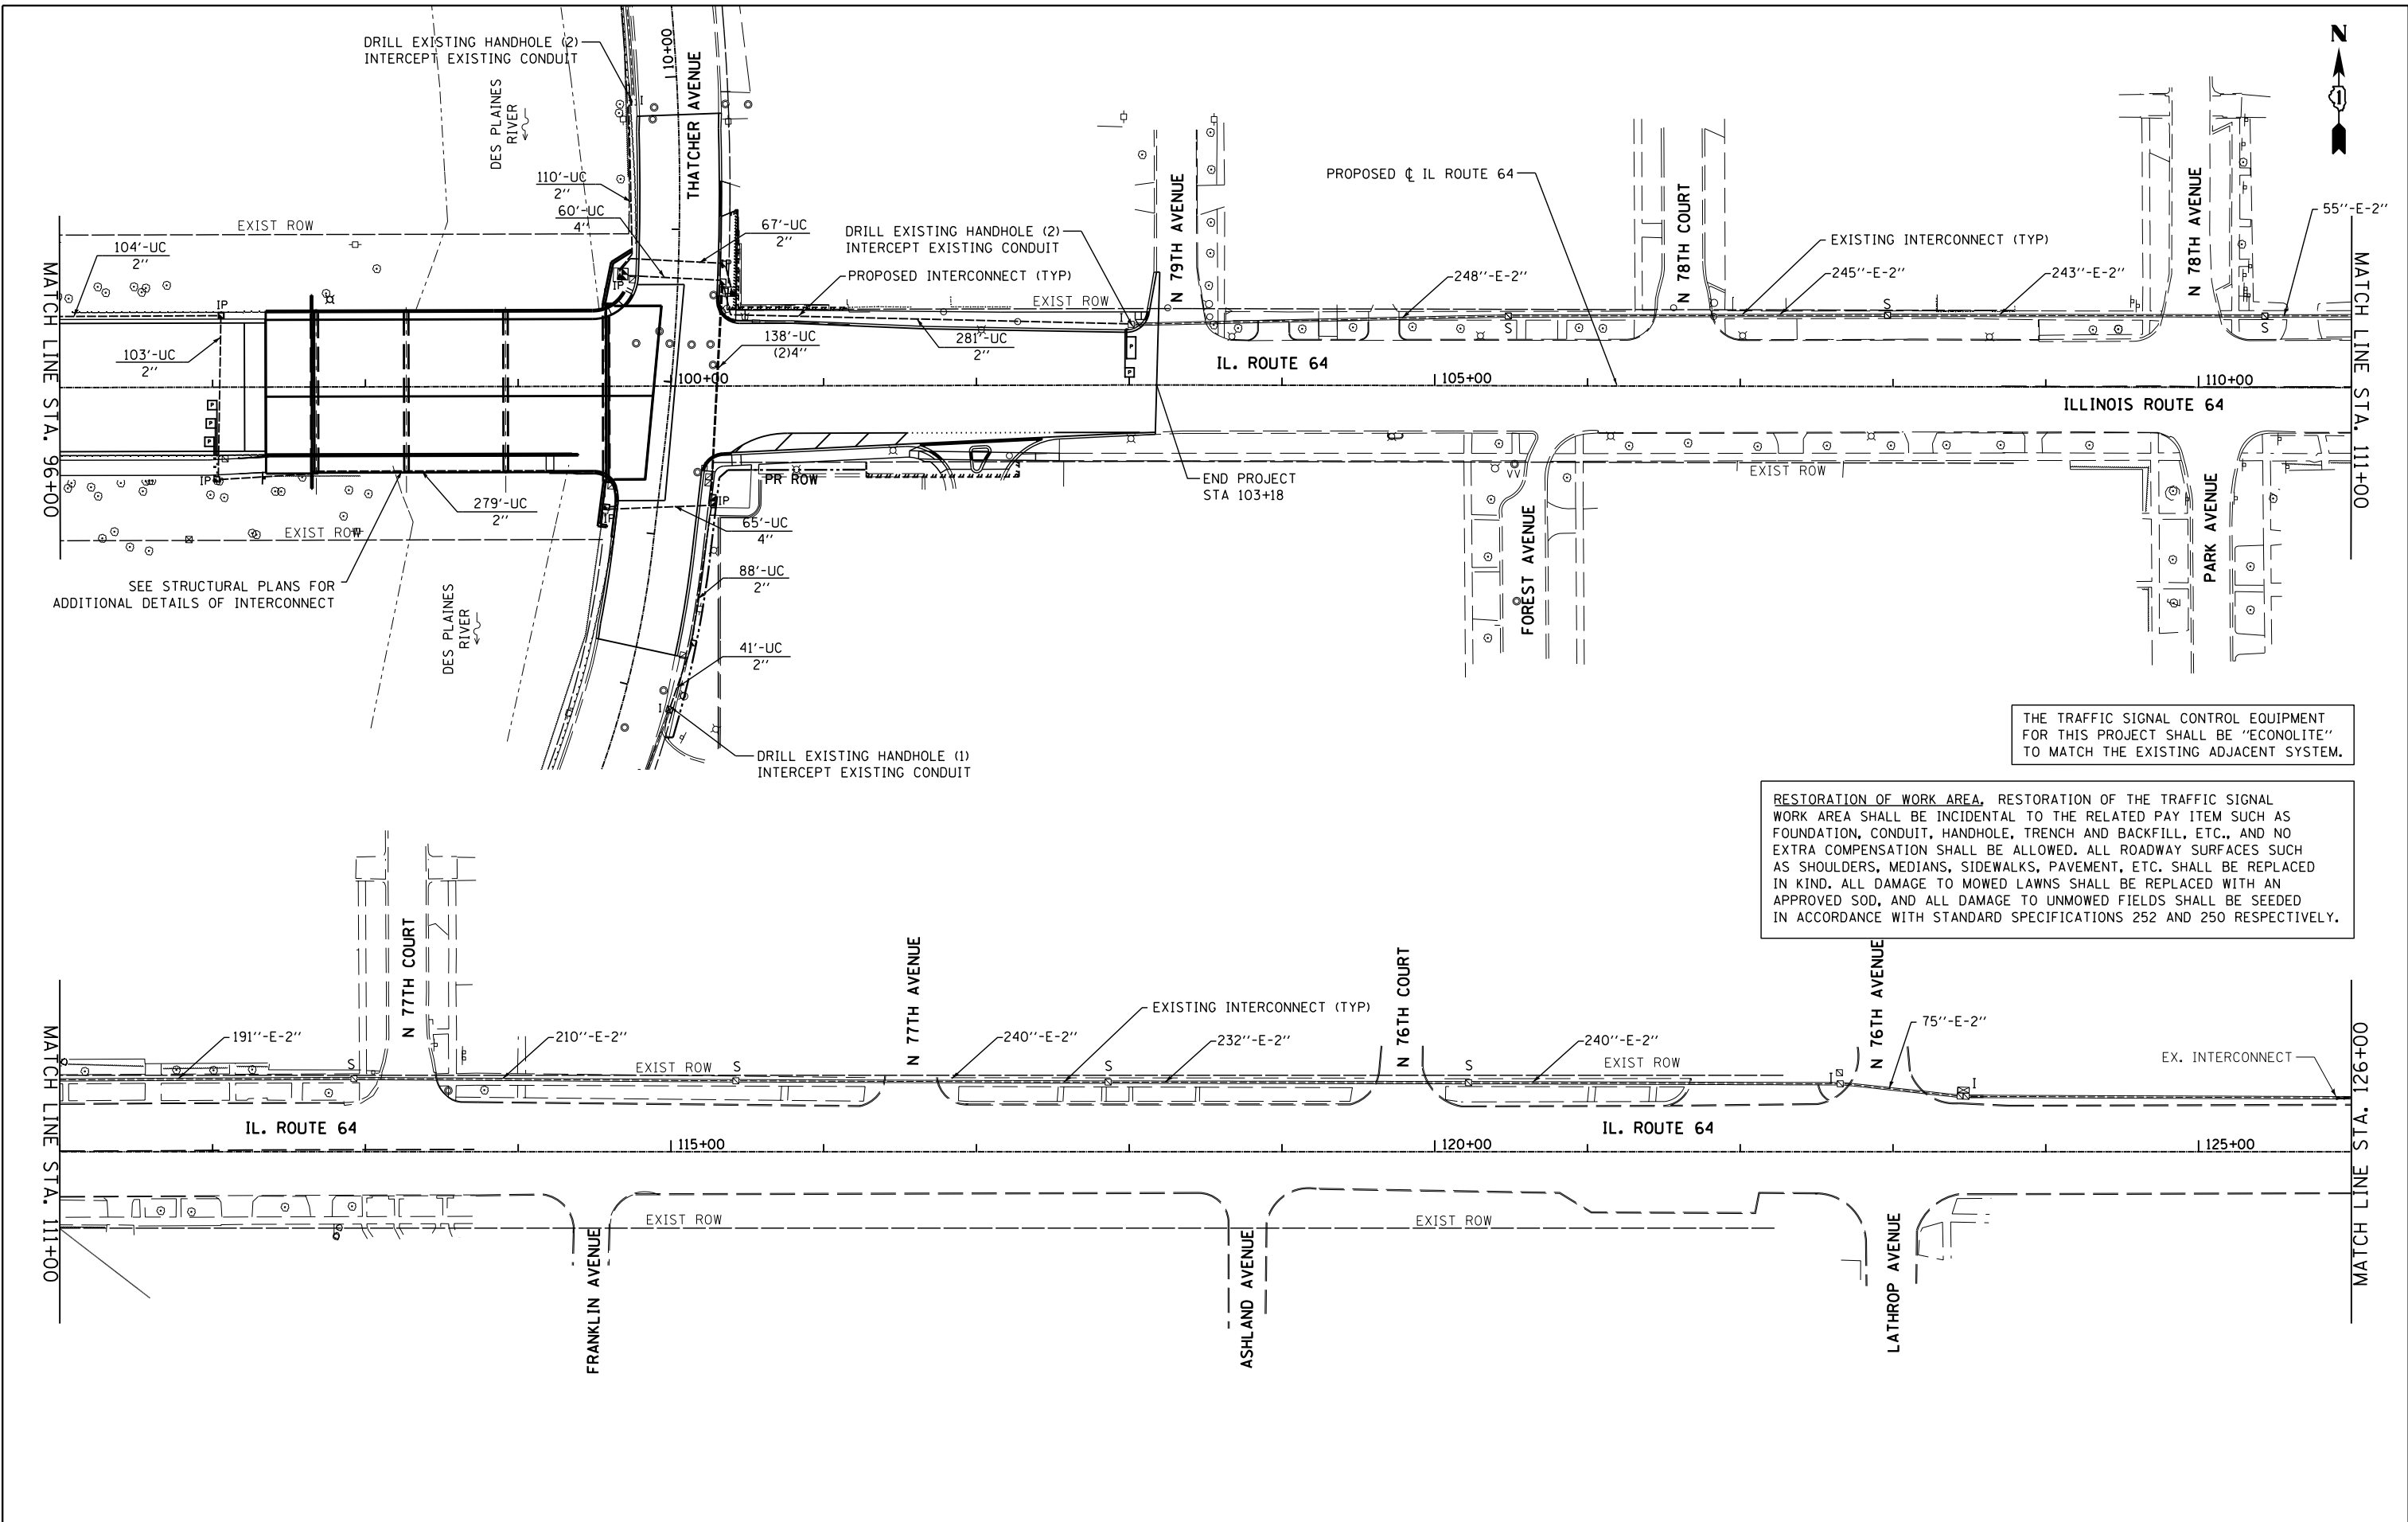 DRILL EXISTING HANDHOLE (2)
INTERCEPT EXISTING CONDUIT
DES PLAINES
RIVER
10+00
THATCHER AVENUE
N
1
110'-UC
2''
60'-UC
4''
67'-UC
2''
EXIST ROW
104'-UC
2''
DRILL EXISTING HANDHOLE (2)
INTERCEPT EXISTING CONDUIT
PROPOSED INTERCONNECT (TYP)
EXIST ROW
N 79TH AVENUE
PROPOSED ℄ IL ROUTE 64
N 78TH COURT
EXISTING INTERCONNECT (TYP)
248''-E-2''
245''-E-2''
243''-E-2''
N 78TH AVENUE
55''-E-2''
MATCH LINE STA. 96+00
MATCH LINE STA. 111+00
IP
IP
IP
I
I
S
S
S
103'-UC
2''
138'-UC
(2)4''
281'-UC
2''
IL. ROUTE 64
100+00
105+00
110+00
ILLINOIS ROUTE 64
P
P
P
P
P
IP
IP
IP
279'-UC
2''
EXIST ROW
PR ROW
65'-UC
4''
END PROJECT
STA 103+18
EXIST ROW
FOREST AVENUE
PARK AVENUE
SEE STRUCTURAL PLANS FOR
ADDITIONAL DETAILS OF INTERCONNECT
DES PLAINES
RIVER
88'-UC
2''
41'-UC
2''
I
DRILL EXISTING HANDHOLE (1)
INTERCEPT EXISTING CONDUIT
THE TRAFFIC SIGNAL CONTROL EQUIPMENT
FOR THIS PROJECT SHALL BE "ECONOLITE"
TO MATCH THE EXISTING ADJACENT SYSTEM.
RESTORATION OF WORK AREA. RESTORATION OF THE TRAFFIC SIGNAL
WORK AREA SHALL BE INCIDENTAL TO THE RELATED PAY ITEM SUCH AS
FOUNDATION, CONDUIT, HANDHOLE, TRENCH AND BACKFILL, ETC., AND NO
EXTRA COMPENSATION SHALL BE ALLOWED. ALL ROADWAY SURFACES SUCH
AS SHOULDERS, MEDIANS, SIDEWALKS, PAVEMENT, ETC. SHALL BE REPLACED
IN KIND. ALL DAMAGE TO MOWED LAWNS SHALL BE REPLACED WITH AN
APPROVED SOD, AND ALL DAMAGE TO UNMOWED FIELDS SHALL BE SEEDED
IN ACCORDANCE WITH STANDARD SPECIFICATIONS 252 AND 250 RESPECTIVELY.
MATCH LINE STA. 111+00
191''-E-2''
S
N 77TH COURT
210''-E-2''
EXIST ROW
S
N 77TH AVENUE
240''-E-2''
EXISTING INTERCONNECT (TYP)
S
232''-E-2''
N 76TH COURT
S
240''-E-2''
EXIST ROW
I
N 76TH AVENUE
75''-E-2''
I
EX. INTERCONNECT
MATCH LINE STA. 126+00
IL. ROUTE 64
115+00
120+00
IL. ROUTE 64
125+00
EXIST ROW
EXIST ROW
FRANKLIN AVENUE
ASHLAND AVENUE
LATHROP AVENUE